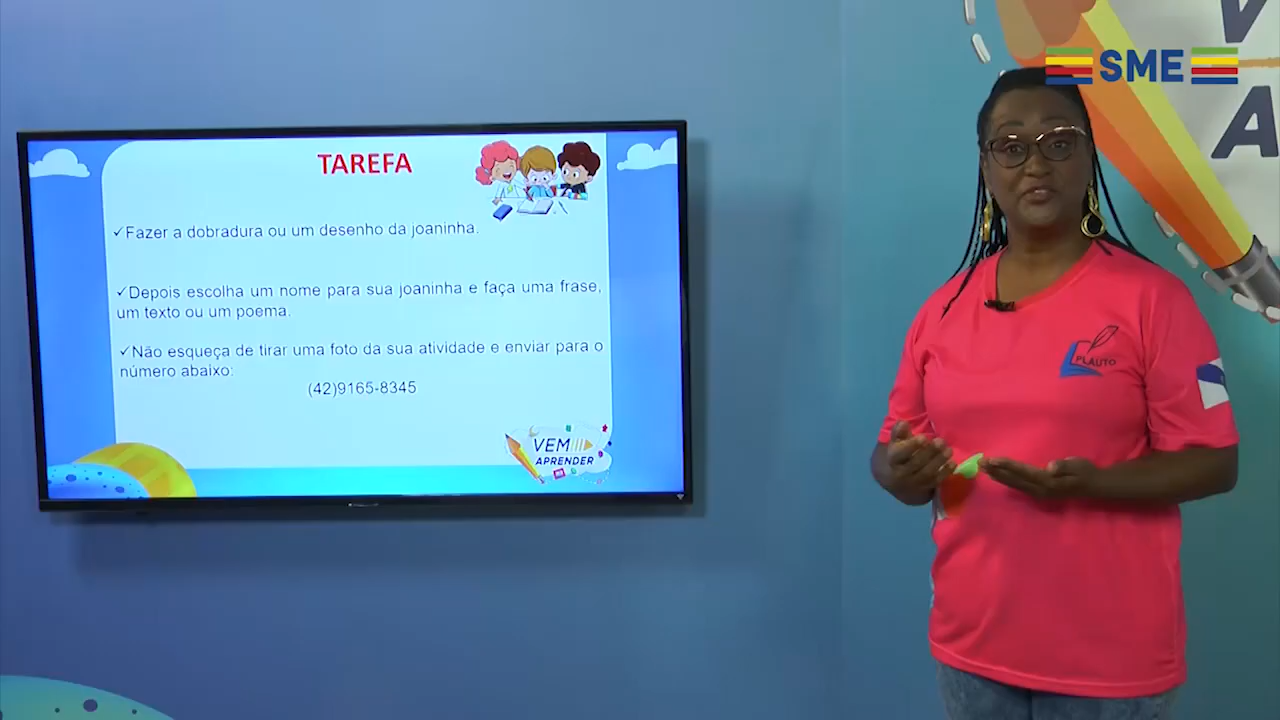 SME
V
A
TAREFA
✓Fazer a dobradura ou um desenho da joaninha.
✓Depois escolha um nome para sua joaninha e faça uma frase,
um texto ou um poema.
✓Não esqueça de tirar uma foto da sua atividade e enviar para o
número abaixo:
(42)9165-8345
VEM
APRENDER
PLAUTO